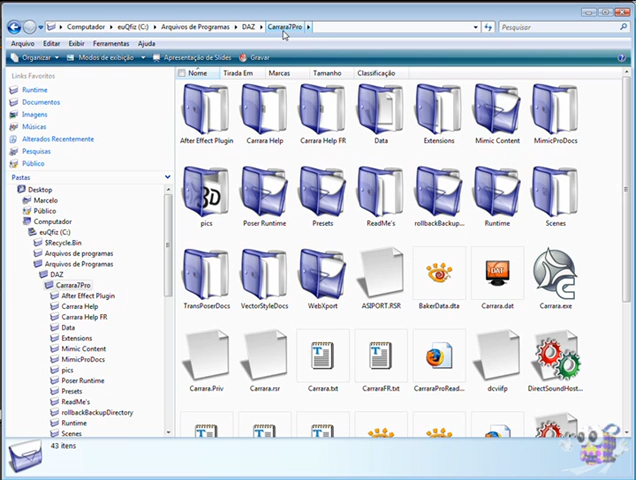 Computador ▸ euQfiz (C:) ▸ Arquivos de Programas ▸ DAZ ▸ Carrara7Pro ▸
Pesquisar
Arquivo Editar Exibir Ferramentas Ajuda
Organizar Modos de exibição Apresentação de Slides Gravar
Links Favoritos
Runtime
Documentos
Imagens
Músicas
Alterados Recentemente
Pesquisas
Público
Pastas
Desktop
Marcelo
Público
Computador
euQfiz (C:)
$Recycle.Bin
Arquivos de programas
Arquivos de Programas
DAZ
Carrara7Pro
After Effect Plugin
Carrara Help
Carrara Help FR
Data
Extensions
Mimic Content
MimicProDocs
pics
Poser Runtime
Presets
ReadMe's
rollbackBackupDirectory
Runtime
Scenes
Nome Tirada Em Marcas Tamanho Classificação
After Effect Plugin Carrara Help Carrara Help FR Data Extensions Mimic Content MimicProDocs
3D
pics Poser Runtime Presets ReadMe's rollbackBackup... Runtime Scenes
DAT
TransPoserDocs VectorStyleDocs WebXport ASIPORT.RSR BakerData.dta Carrara.dat Carrara.exe
T T
Carrara.Priv Carrara.rsr Carrara.txt CarraraFR.txt CarraraProRead... dcviifp DirectSoundHost...
T T
43 itens